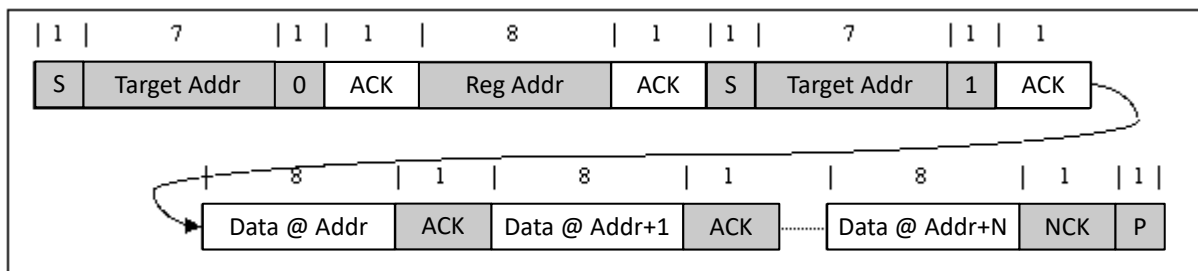 | 1 | 7 | 1 | 1 | 8 | 1 | 1 | 7 | 1 | 1
S Target Addr 0 ACK Reg Addr ACK S Target Addr 1 ACK
| 8 | 1 | 8 | 1 | 8 | 1 | 1 |
Data @ Addr ACK Data @ Addr+1 ACK Data @ Addr+N NCK P